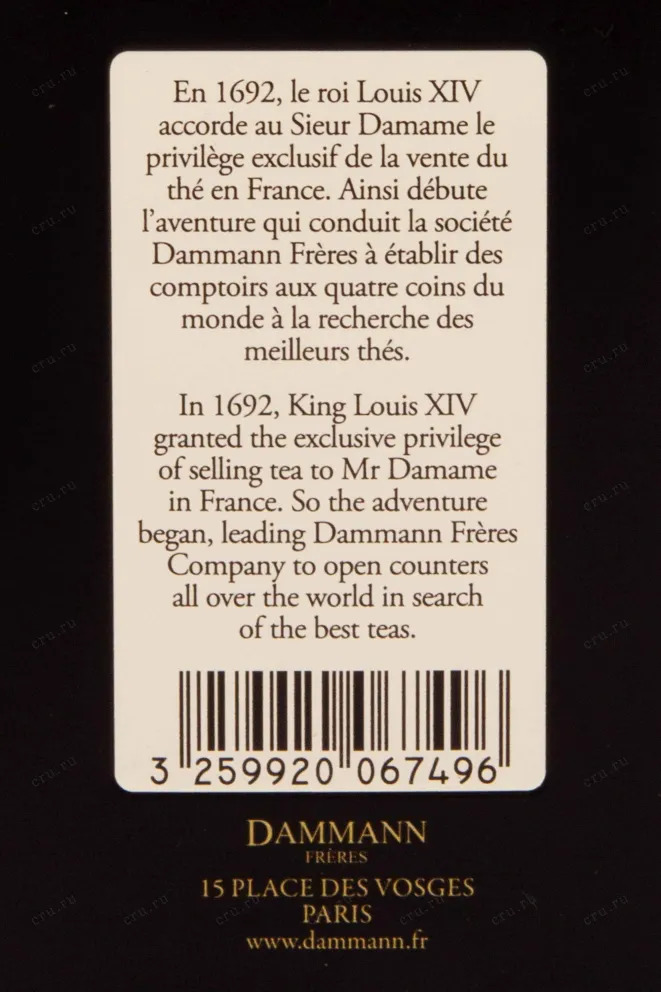 En 1692, le roi Louis XIV
accorde au Sieur Damame le
privilège exclusif de la vente du
thé en France. Ainsi débute
l'aventure qui conduit la société
Dammann Frères à établir des
comptoirs aux quatre coins du
monde à la recherche des
meilleurs thés.
In 1692, King Louis XIV
granted the exclusive privilege
of selling tea to Mr Damame
in France. So the adventure
began, leading Dammann Frères
Company to open counters
all over the world in search
of the best teas.
3 259920 067496
DAMMANN
FRÈRES
15 PLACE DES VOSGES
PARIS
www.dammann.fr
cru.ru